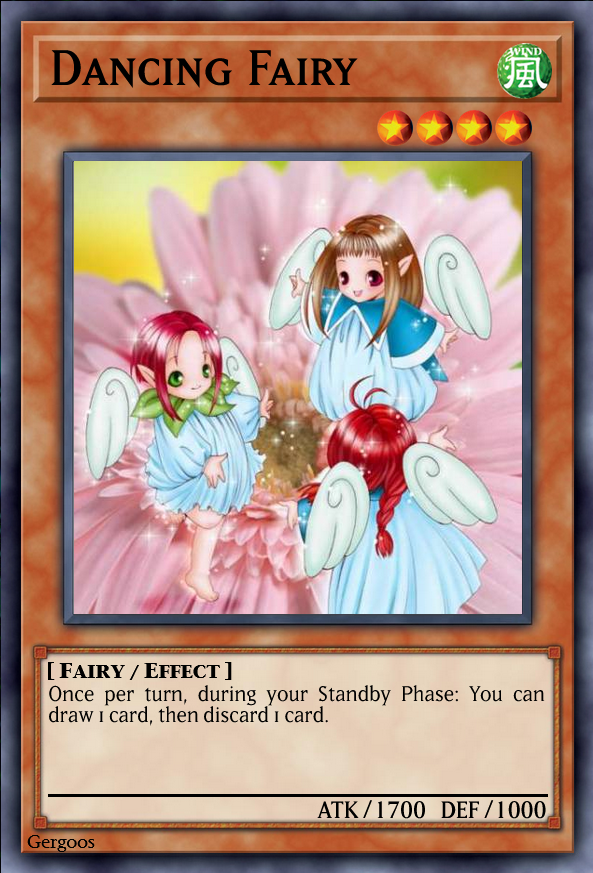 Dancing Fairy
WIND
風
[ Fairy / Effect ]
Once per turn, during your Standby Phase: You can
draw 1 card, then discard 1 card.
ATK / 1700 DEF / 1000
Gergoos